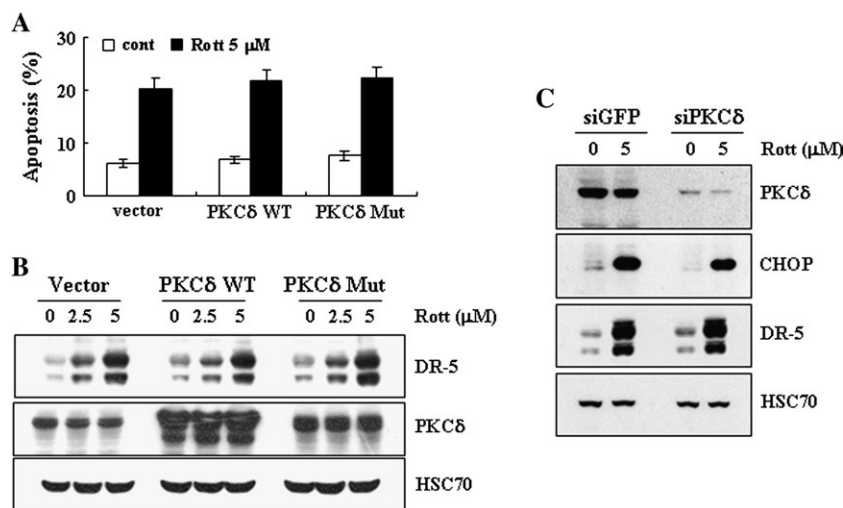 A
30
20
10
0
Apoptosis (%)
cont Rott 5 μM
vector PKCδ WT PKCδ Mut
B
Vector PKCδ WT PKCδ Mut
0 2.5 5 0 2.5 5 0 2.5 5 Rott (μM)
DR-5
PKCδ
HSC70
C
siGFP siPKCδ
0 5 0 5 Rott (μM)
PKCδ
CHOP
DR-5
HSC70